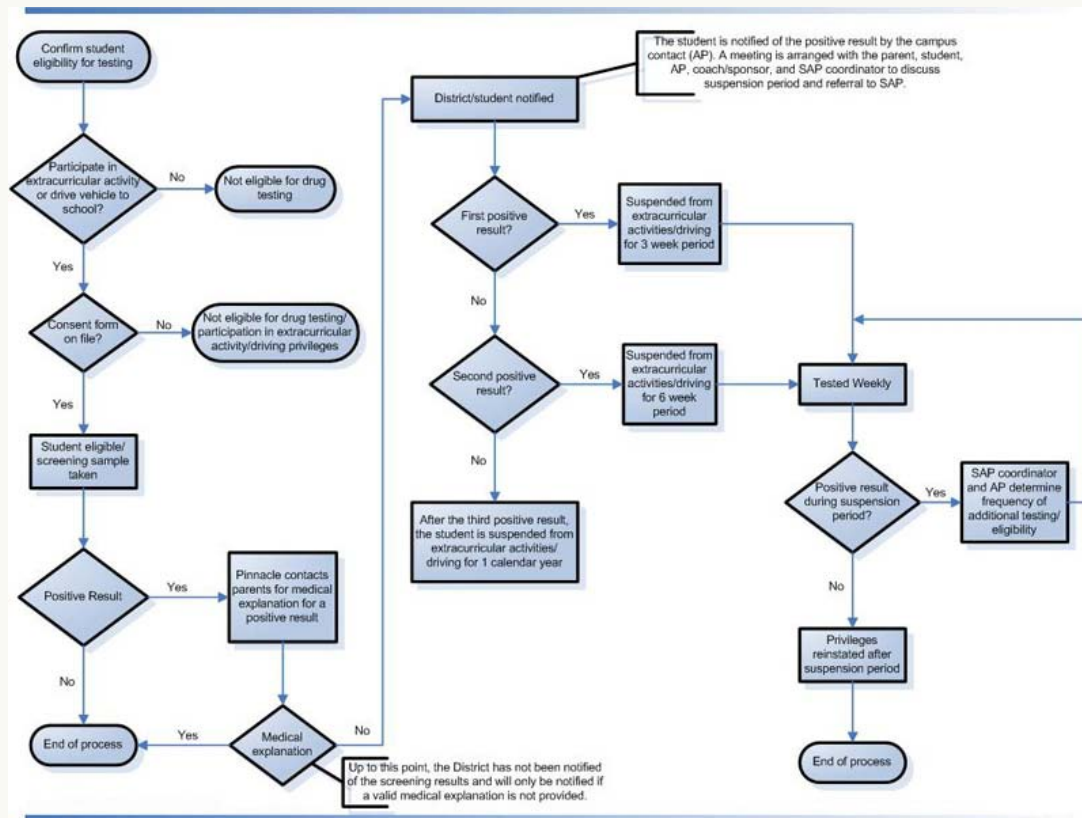 Confirm student
eligibility for testing
Participate in
extracurricular activity
or drive vehicle to
school?
No
Not eligible for drug
testing
Yes
Consent form
on file?
No
Not eligible for drug testing/
participation in extracurricular
activity/driving privileges
Yes
Student eligible/
screening sample
taken
Positive Result
Yes
Pinnacle contacts
parents for medical
explanation for a
positive result
No
End of process
Yes
Medical
explanation
No
Up to this point, the District has not been notified
of the screening results and will only be notified if
a valid medical explanation is not provided.
District/student notified
The student is notified of the positive result by the campus
contact (AP). A meeting is arranged with the parent, student,
AP, coach/sponsor, and SAP coordinator to discuss
suspension period and referral to SAP.
First positive
result?
Yes
Suspended from
extracurricular
activities/driving
for 3 week period
No
Second positive
result?
Yes
Suspended from
extracurricular
activities/driving
for 6 week
period
No
After the third positive result,
the student is suspended from
extracurricular activities/
driving for 1 calendar year
Tested Weekly
Positive result
during suspension
period?
Yes
SAP coordinator
and AP determine
frequency of
additional testing/
eligibility
No
Privileges
reinstated after
suspension period
End of process